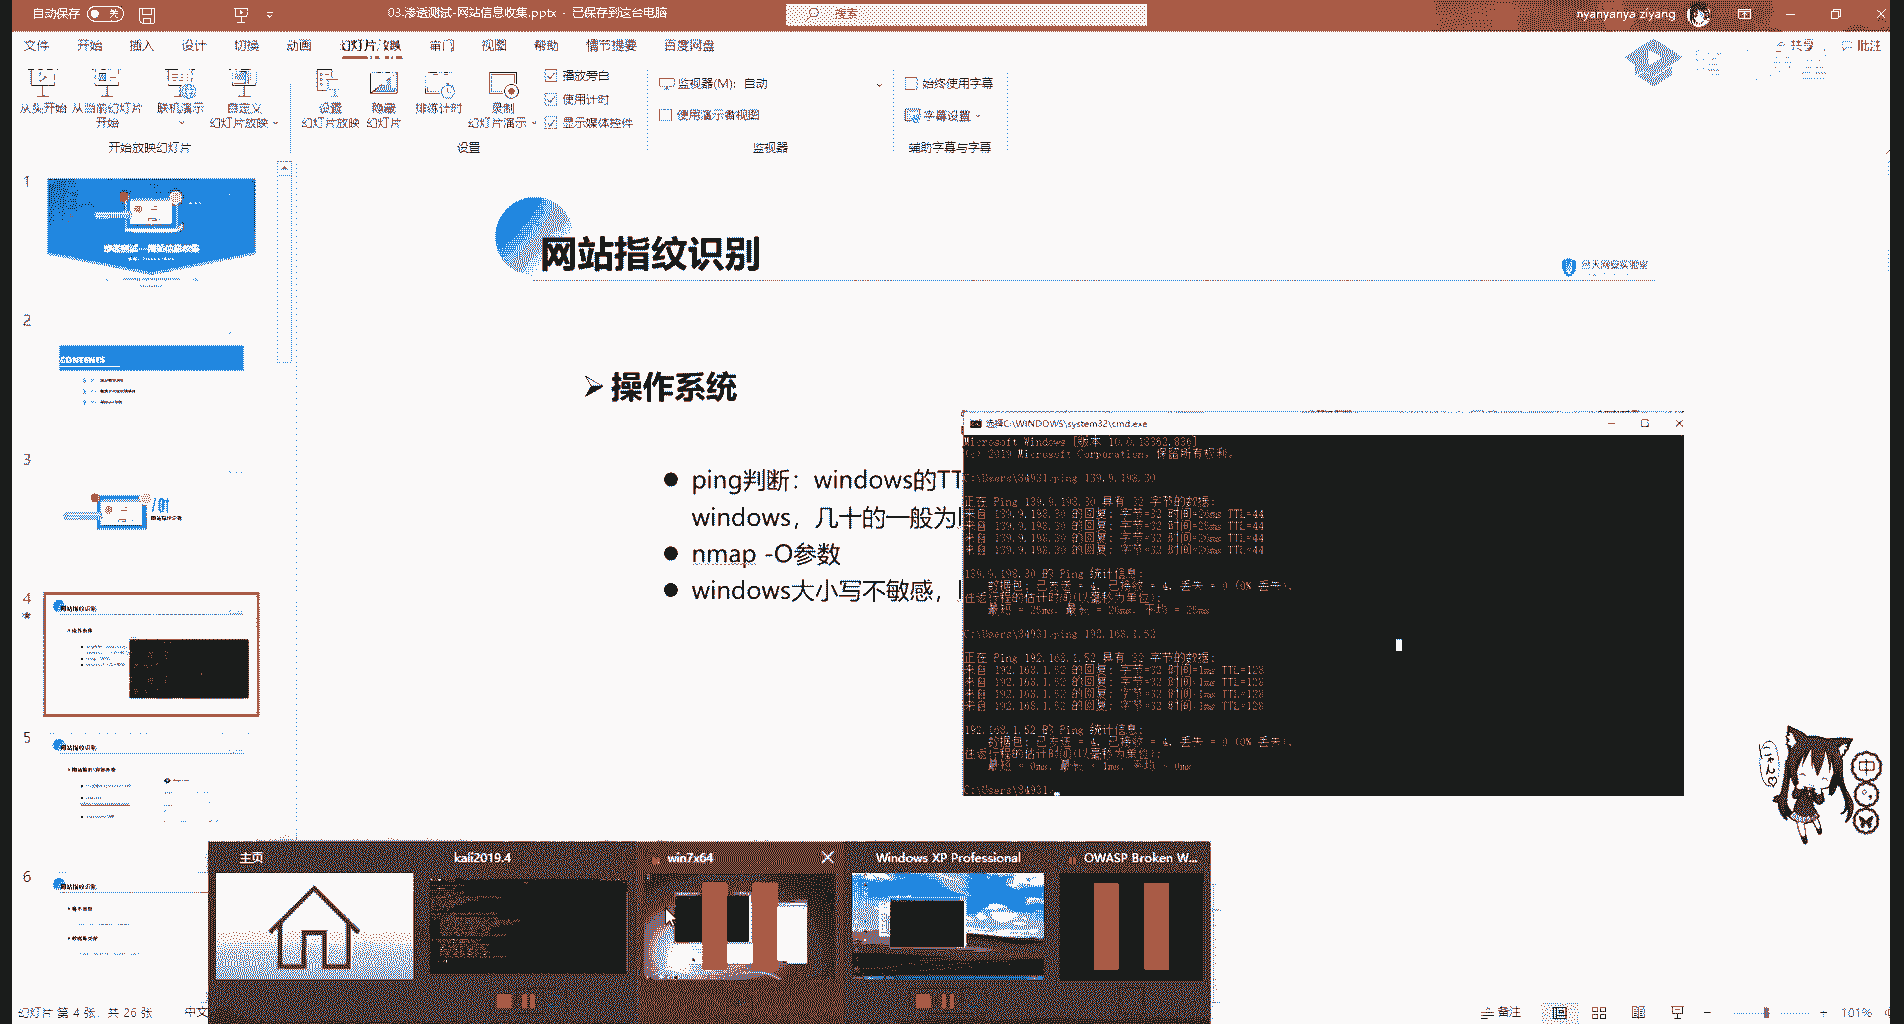 自动保存 关
03.渗透测试-网站信息收集.pptx - 已保存到这台电脑
搜索
nyanyanya ziyang
文件 开始 插入 设计 切换 动画 幻灯片放映 审阅 视图 帮助 情节提要 百度网盘
共享 批注
从头开始 从当前幻灯片开始 联机演示 自定义幻灯片放映
开始放映幻灯片
设置幻灯片放映 隐藏幻灯片 排练计时 录制幻灯片演示
播放旁白
使用计时
显示媒体控件
设置
监视器(M): 自动
使用演示者视图
监视器
始终使用字幕
字幕设置
辅助字幕与字幕
1
2
CONTENTS
3
4
网站指纹识别
5
网站指纹识别
6
网站指纹识别
网站指纹识别
操作系统
ping判断：windows的TT
windows，几十的一般为l
nmap -O参数
windows大小写不敏感，l
选择C:\WINDOWS\system32\cmd.exe
Microsoft Windows [版本 10.0.18362.836]
(c) 2019 Microsoft Corporation。保留所有权利。
C:\Users\34931>ping 139.9.198.30
正在 Ping 139.9.198.30 具有 32 字节的数据:
来自 139.9.198.30 的回复: 字节=32 时间=26ms TTL=44
来自 139.9.198.30 的回复: 字节=32 时间=25ms TTL=44
来自 139.9.198.30 的回复: 字节=32 时间=25ms TTL=44
来自 139.9.198.30 的回复: 字节=32 时间=26ms TTL=44
139.9.198.30 的 Ping 统计信息:
数据包: 已发送 = 4，已接收 = 4，丢失 = 0 (0% 丢失)，
往返行程的估计时间(以毫秒为单位):
最短 = 25ms，最长 = 26ms，平均 = 25ms
C:\Users\34931>ping 192.168.1.52
正在 Ping 192.168.1.52 具有 32 字节的数据:
来自 192.168.1.52 的回复: 字节=32 时间=1ms TTL=128
来自 192.168.1.52 的回复: 字节=32 时间<1ms TTL=128
来自 192.168.1.52 的回复: 字节=32 时间<1ms TTL=128
来自 192.168.1.52 的回复: 字节=32 时间<1ms TTL=128
192.168.1.52 的 Ping 统计信息:
数据包: 已发送 = 4，已接收 = 4，丢失 = 0 (0% 丢失)，
往返行程的估计时间(以毫秒为单位):
最短 = 0ms，最长 = 1ms，平均 = 0ms
C:\Users\34931>
中
主页 kali2019.4 win7x64 Windows XP Professional OWASP Broken W...
幻灯片 第 4 张，共 26 张 中文
备注 101%